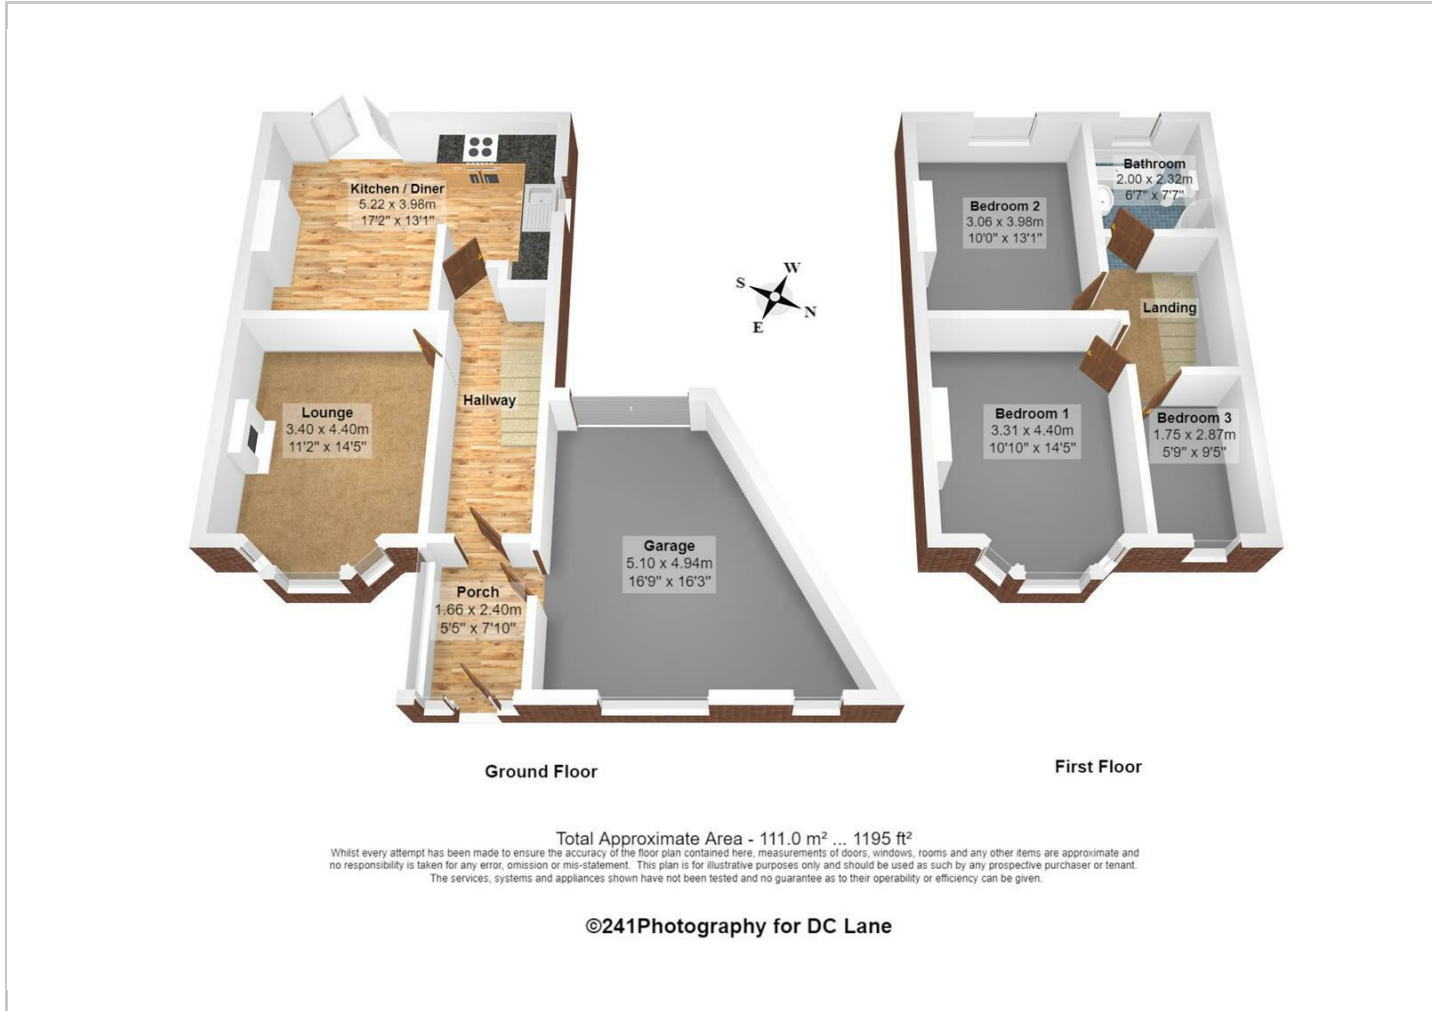 Kitchen / Diner
5.22 x 3.98m
17'2" x 13'1"
Lounge
3.40 x 4.40m
11'2" x 14'5"
Hallway
Porch
1.66 x 2.40m
5'5" x 7'10"
Garage
5.10 x 4.94m
16'9" x 16'3"
W
S
N
E
Bathroom
2.00 x 2.32m
6'7" x 7'7"
Bedroom 2
3.06 x 3.98m
10'0" x 13'1"
Landing
Bedroom 1
3.31 x 4.40m
10'10" x 14'5"
Bedroom 3
1.75 x 2.87m
5'9" x 9'5"
Ground Floor
First Floor
Total Approximate Area - 111.0 m² ... 1195 ft²
Whilst every attempt has been made to ensure the accuracy of the floor plan contained here, measurements of doors, windows, rooms and any other items are approximate and
no responsibility is taken for any error, omission or mis-statement. This plan is for illustrative purposes only and should be used as such by any prospective purchaser or tenant.
The services, systems and appliances shown have not been tested and no guarantee as to their operability or efficiency can be given.
©241Photography for DC Lane